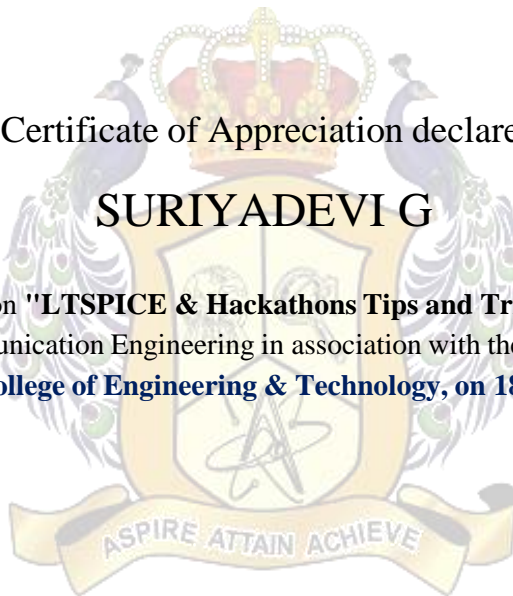 Certificate of Appreciation declare
SURIYADEVI G
on "LTSPICE & Hackathons Tips and Tr
unication Engineering in association with the
ollege of Engineering & Technology, on 18
ASPIRE ATTAIN ACHIEVE